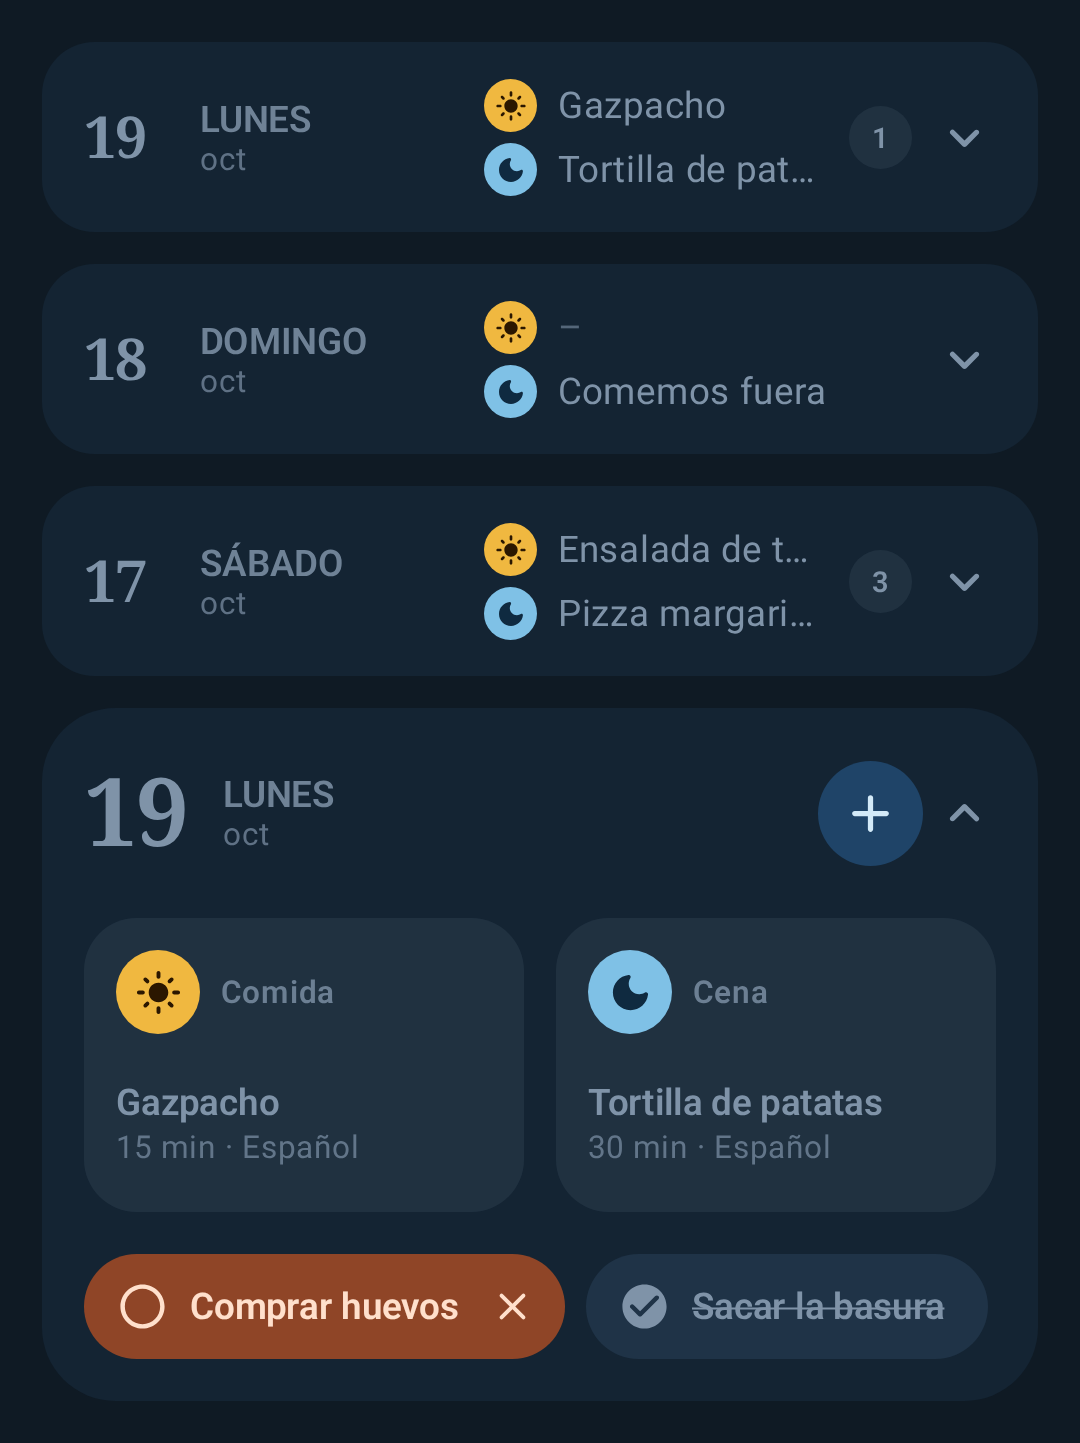 19
LUNES
oct
Gazpacho
Tortilla de pat…
1
18
DOMINGO
oct
–
Comemos fuera
17
SÁBADO
oct
Ensalada de t…
Pizza margari…
3
19
LUNES
oct
Comida
Gazpacho
15 min · Español
Cena
Tortilla de patatas
30 min · Español
Comprar huevos
Sacar la basura